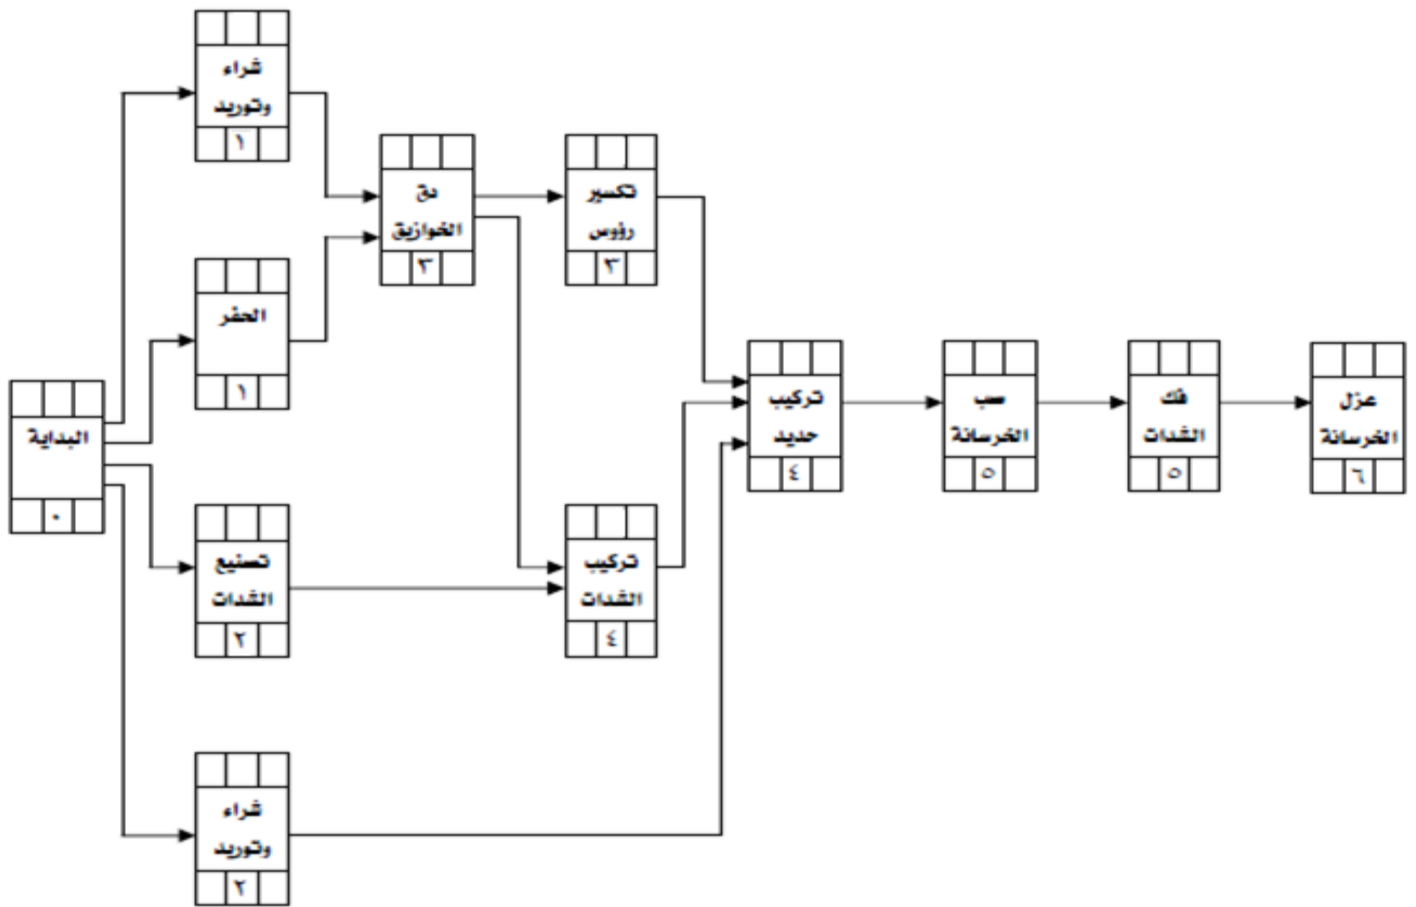 شراء
وتوريد
١
دق
الخوازيق
٣
تكسير
رؤوس
٣
الحفر
١
البداية
٠
تركيب
حديد
٤
صب
الخرسانة
٥
فك
الشدات
٥
عزل
الخرسانة
٦
تصنيع
الشدات
٢
تركيب
الشدات
٤
شراء
وتوريد
٢